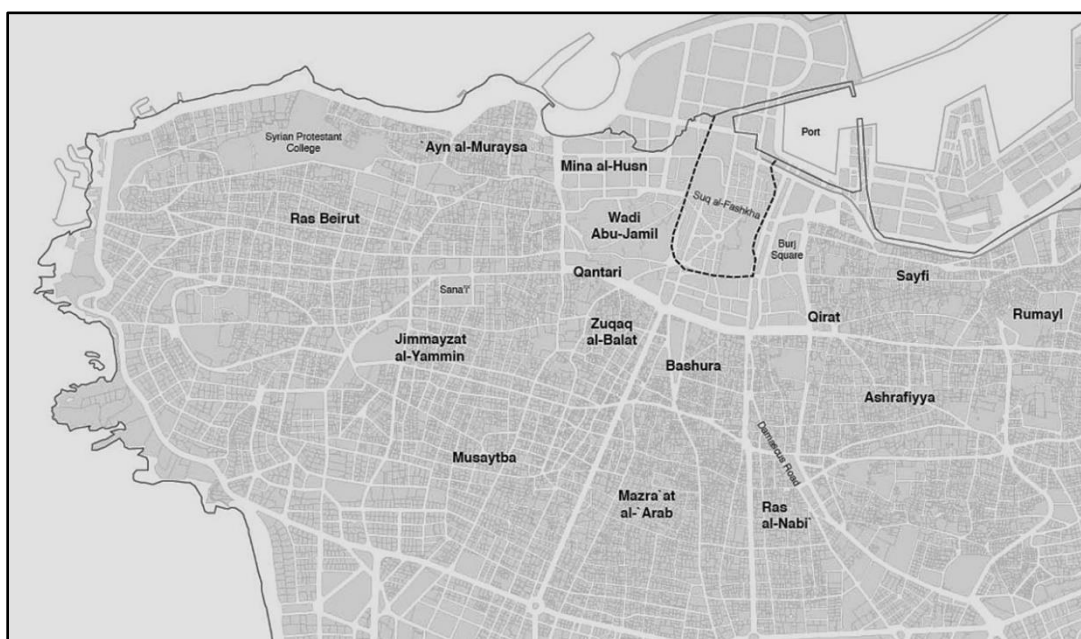 Port
Syrian Protestant
College
`Ayn al-Muraysa
Mina al-Husn
Suq al-Fashkha
Ras Beirut
Wadi
Abu-Jamil
Burj
Square
Qantari
Sayfi
Sana'i'
Qirat
Rumayl
Jimmayzat
al-Yammin
Zuqaq
al-Balat
Bashura
Ashrafiyya
Musaytba
Damascus Road
Mazra`at
al-`Arab
Ras
al-Nabi`